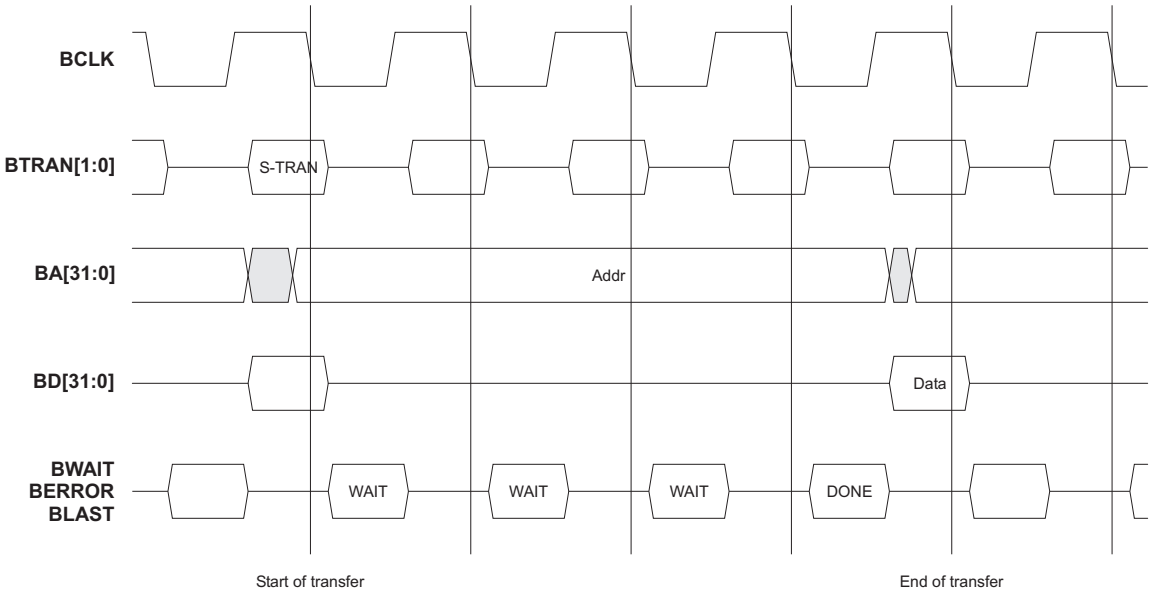 BCLK
BTRAN[1:0]
S-TRAN
BA[31:0]
Addr
BD[31:0]
Data
BWAIT
BERROR
BLAST
WAIT
WAIT
WAIT
DONE
Start of transfer
End of transfer